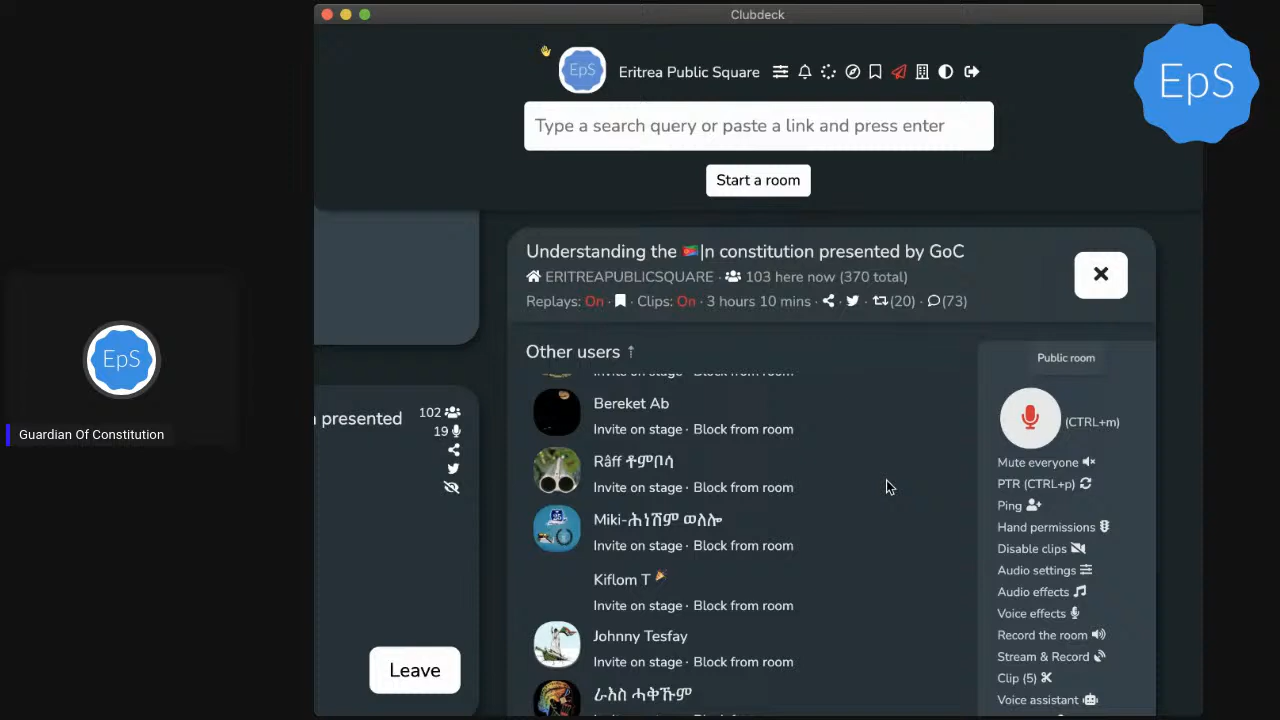 Clubdeck
EpS
Eritrea Public Square
EpS
Type a search query or paste a link and press enter
Start a room
Understanding the 🇪🇷|n constitution presented by GoC
ERITREAPUBLICSQUARE · 103 here now (370 total)
Replays: On · Clips: On · 3 hours 10 mins · (20) · (73)
Other users ↑
Invite on stage · Block from room
Bereket Ab
Invite on stage · Block from room
Râff ቶምቦሳ
Invite on stage · Block from room
Miki-ሕነሽም ወለሎ
Invite on stage · Block from room
Kiflom T 🎉
Invite on stage · Block from room
Johnny Tesfay
Invite on stage · Block from room
ራእስ ሓቅኹም
Public room
(CTRL+m)
Mute everyone
PTR (CTRL+p)
Ping
Hand permissions
Disable clips
Audio settings
Audio effects
Voice effects
Record the room
Stream & Record
Clip (5)
Voice assistant
presented
102
19
Leave
EpS
Guardian Of Constitution